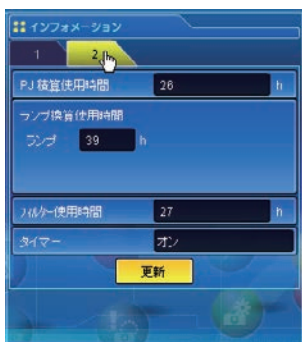 インフォメーション
1 2
PJ 積算使用時間 26 h
ランプ換算使用時間
ランプ 39 h
フィルター使用時間 27 h
タイマー オン
更新